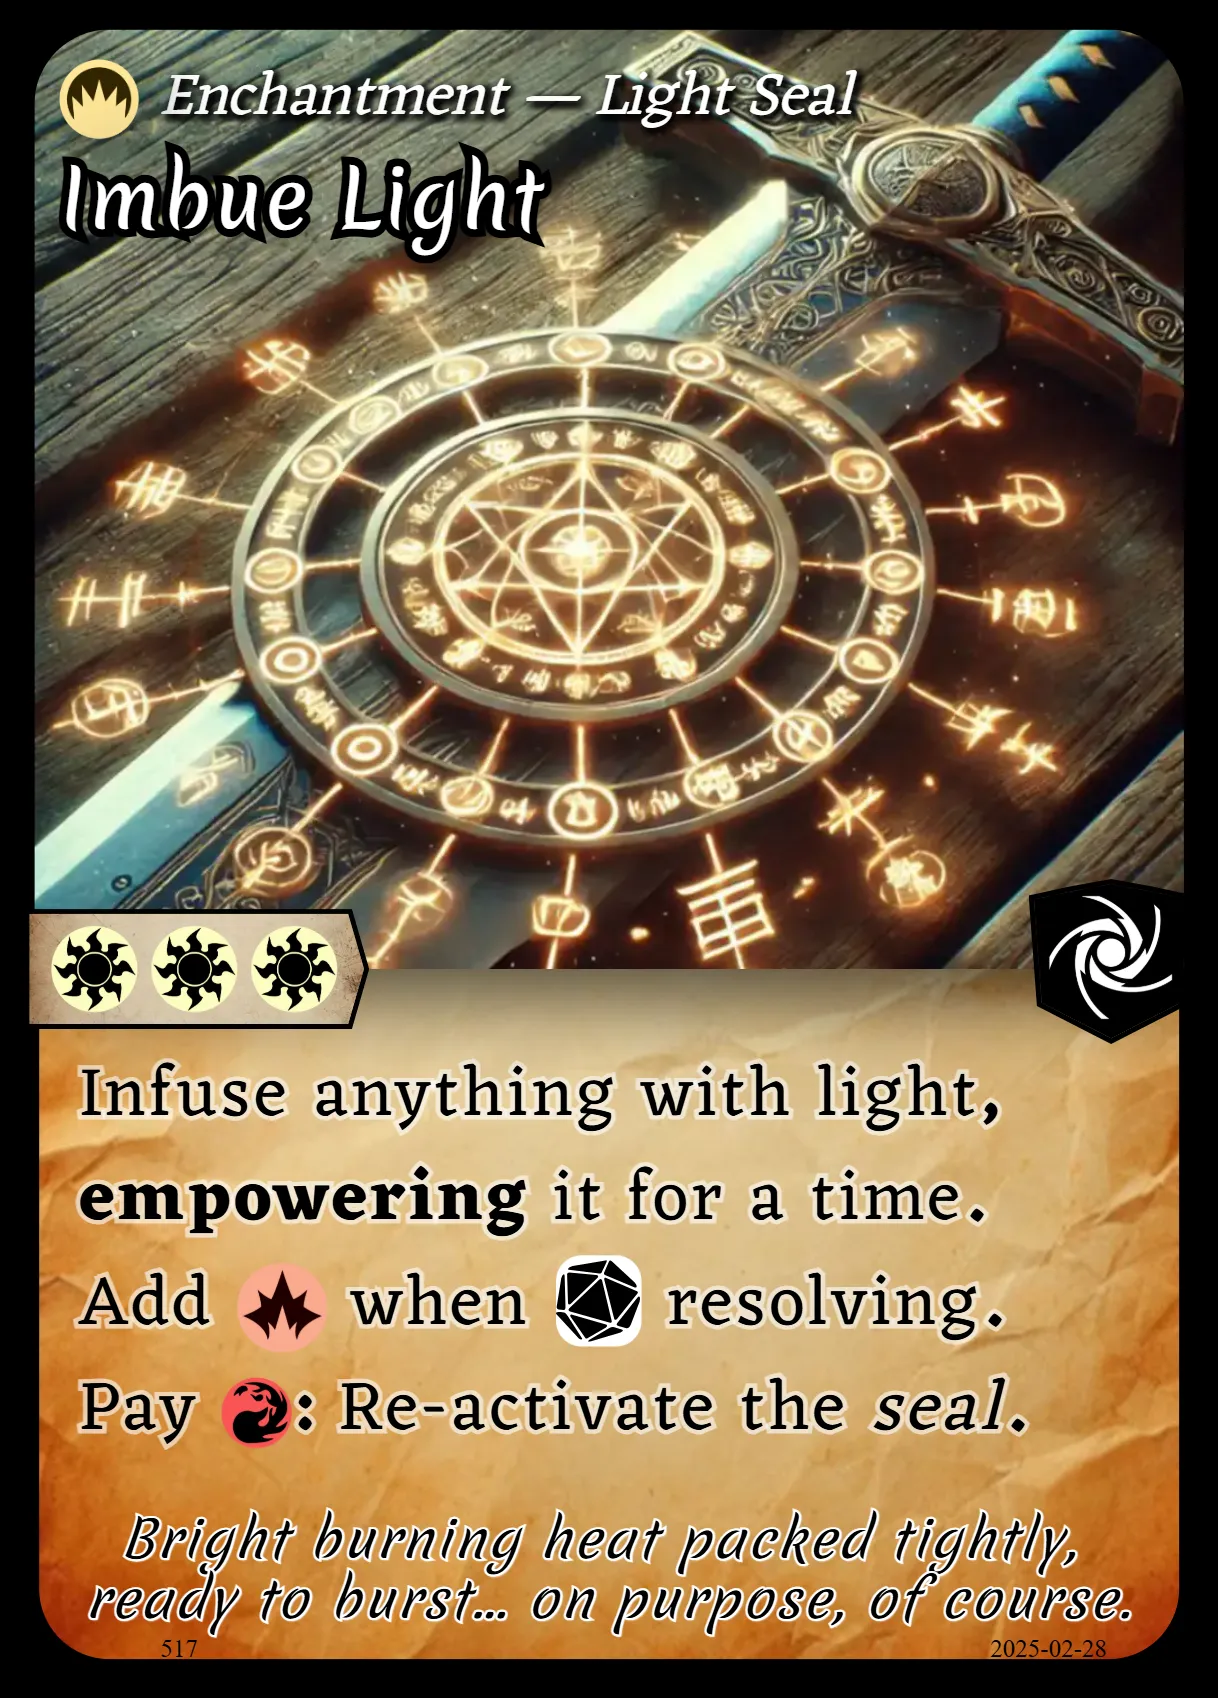 Enchantment — Light Seal
Imbue Light
車
Infuse anything with light,
empowering it for a time.
Add when resolving.
Pay : Re-activate the seal.
Bright burning heat packed tightly,
ready to burst... on purpose, of course.
517
2025-02-28